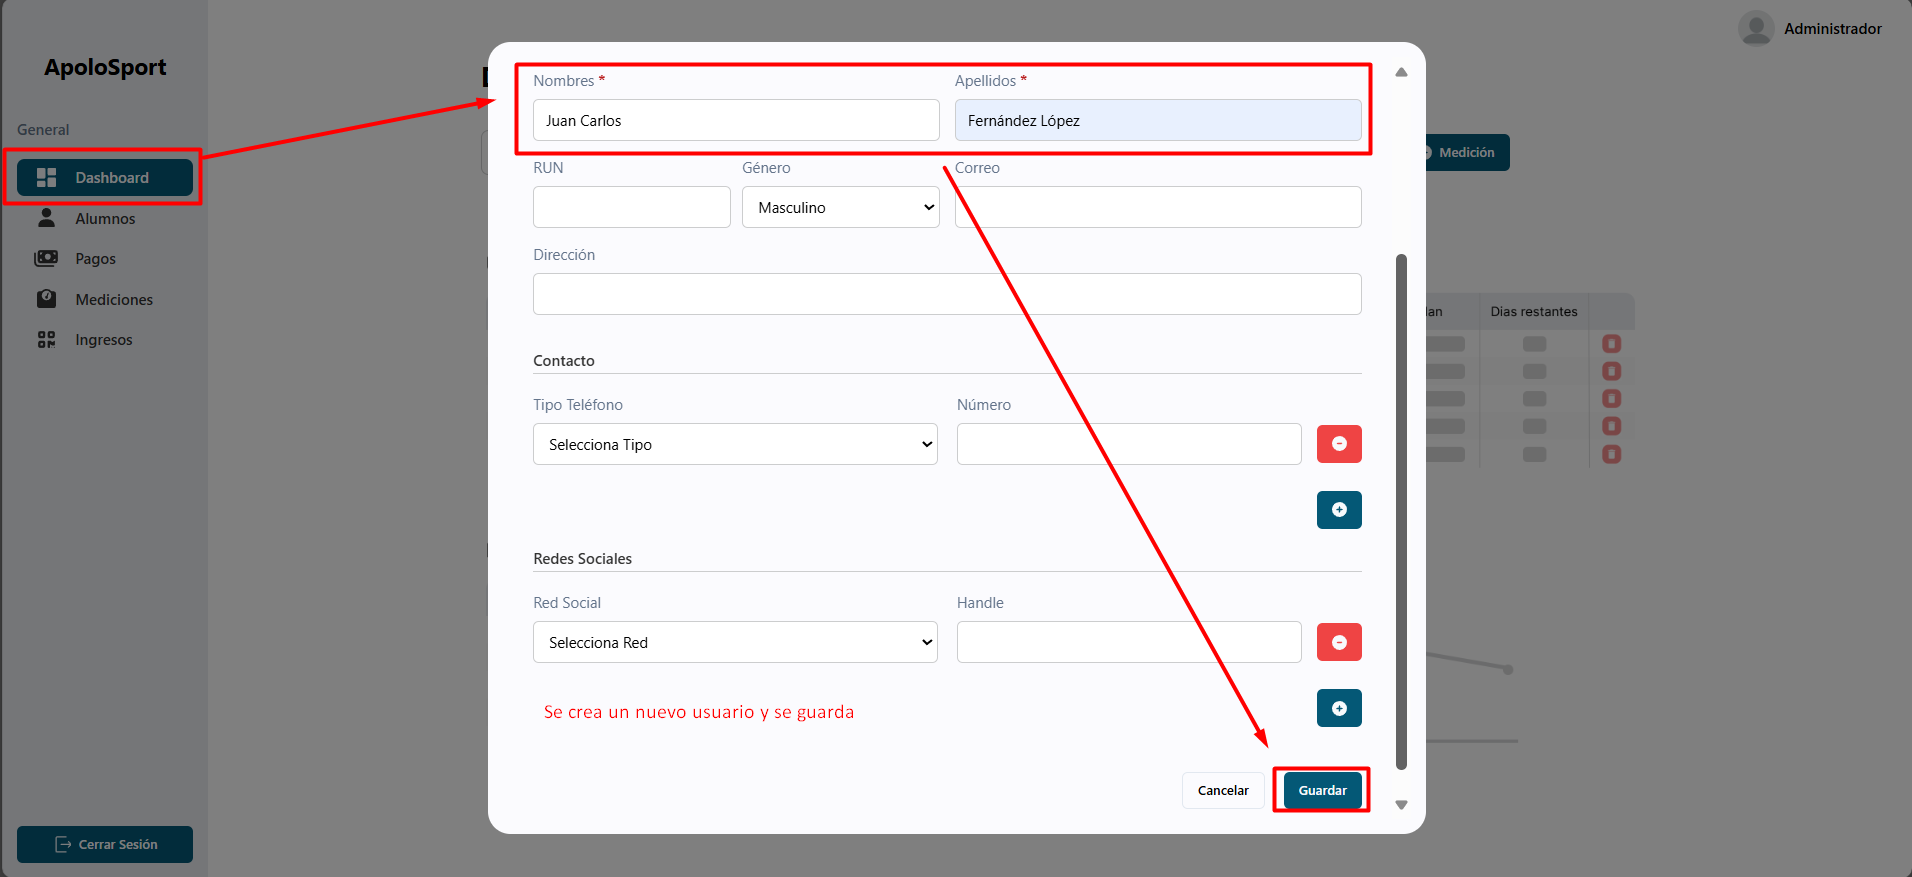 Administrador
ApoloSport
General
Dashboard
Alumnos
Pagos
Mediciones
Ingresos
Cerrar Sesión
Nombres * Apellidos *
Juan Carlos Fernández López
RUN Género Correo
Masculino
Dirección
Contacto
Tipo Teléfono Número
Selecciona Tipo
Redes Sociales
Red Social Handle
Selecciona Red
Se crea un nuevo usuario y se guarda
Cancelar Guardar
Medición
Dias restantes